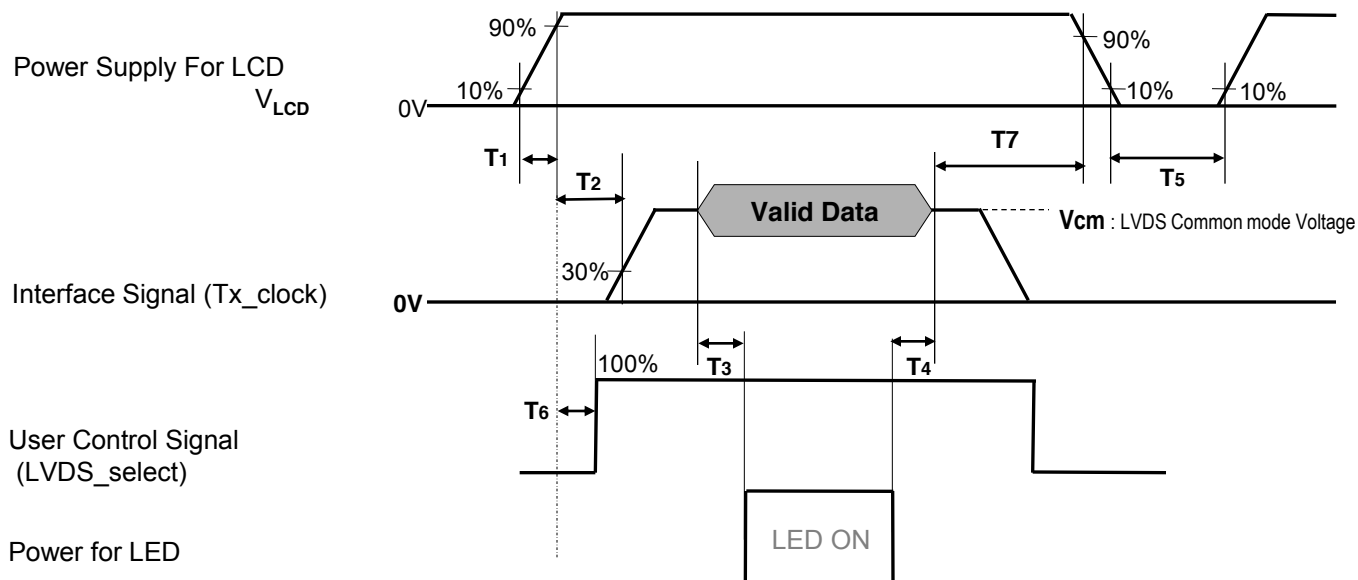 90%
90%
Power Supply For LCD
VLCD
10%
10%
10%
0V
T1
T7
T2
T5
Valid Data
Vcm : LVDS Common mode Voltage
30%
Interface Signal (Tx_clock)
0V
100%
T3
T4
T6
User Control Signal
(LVDS_select)
LED ON
Power for LED